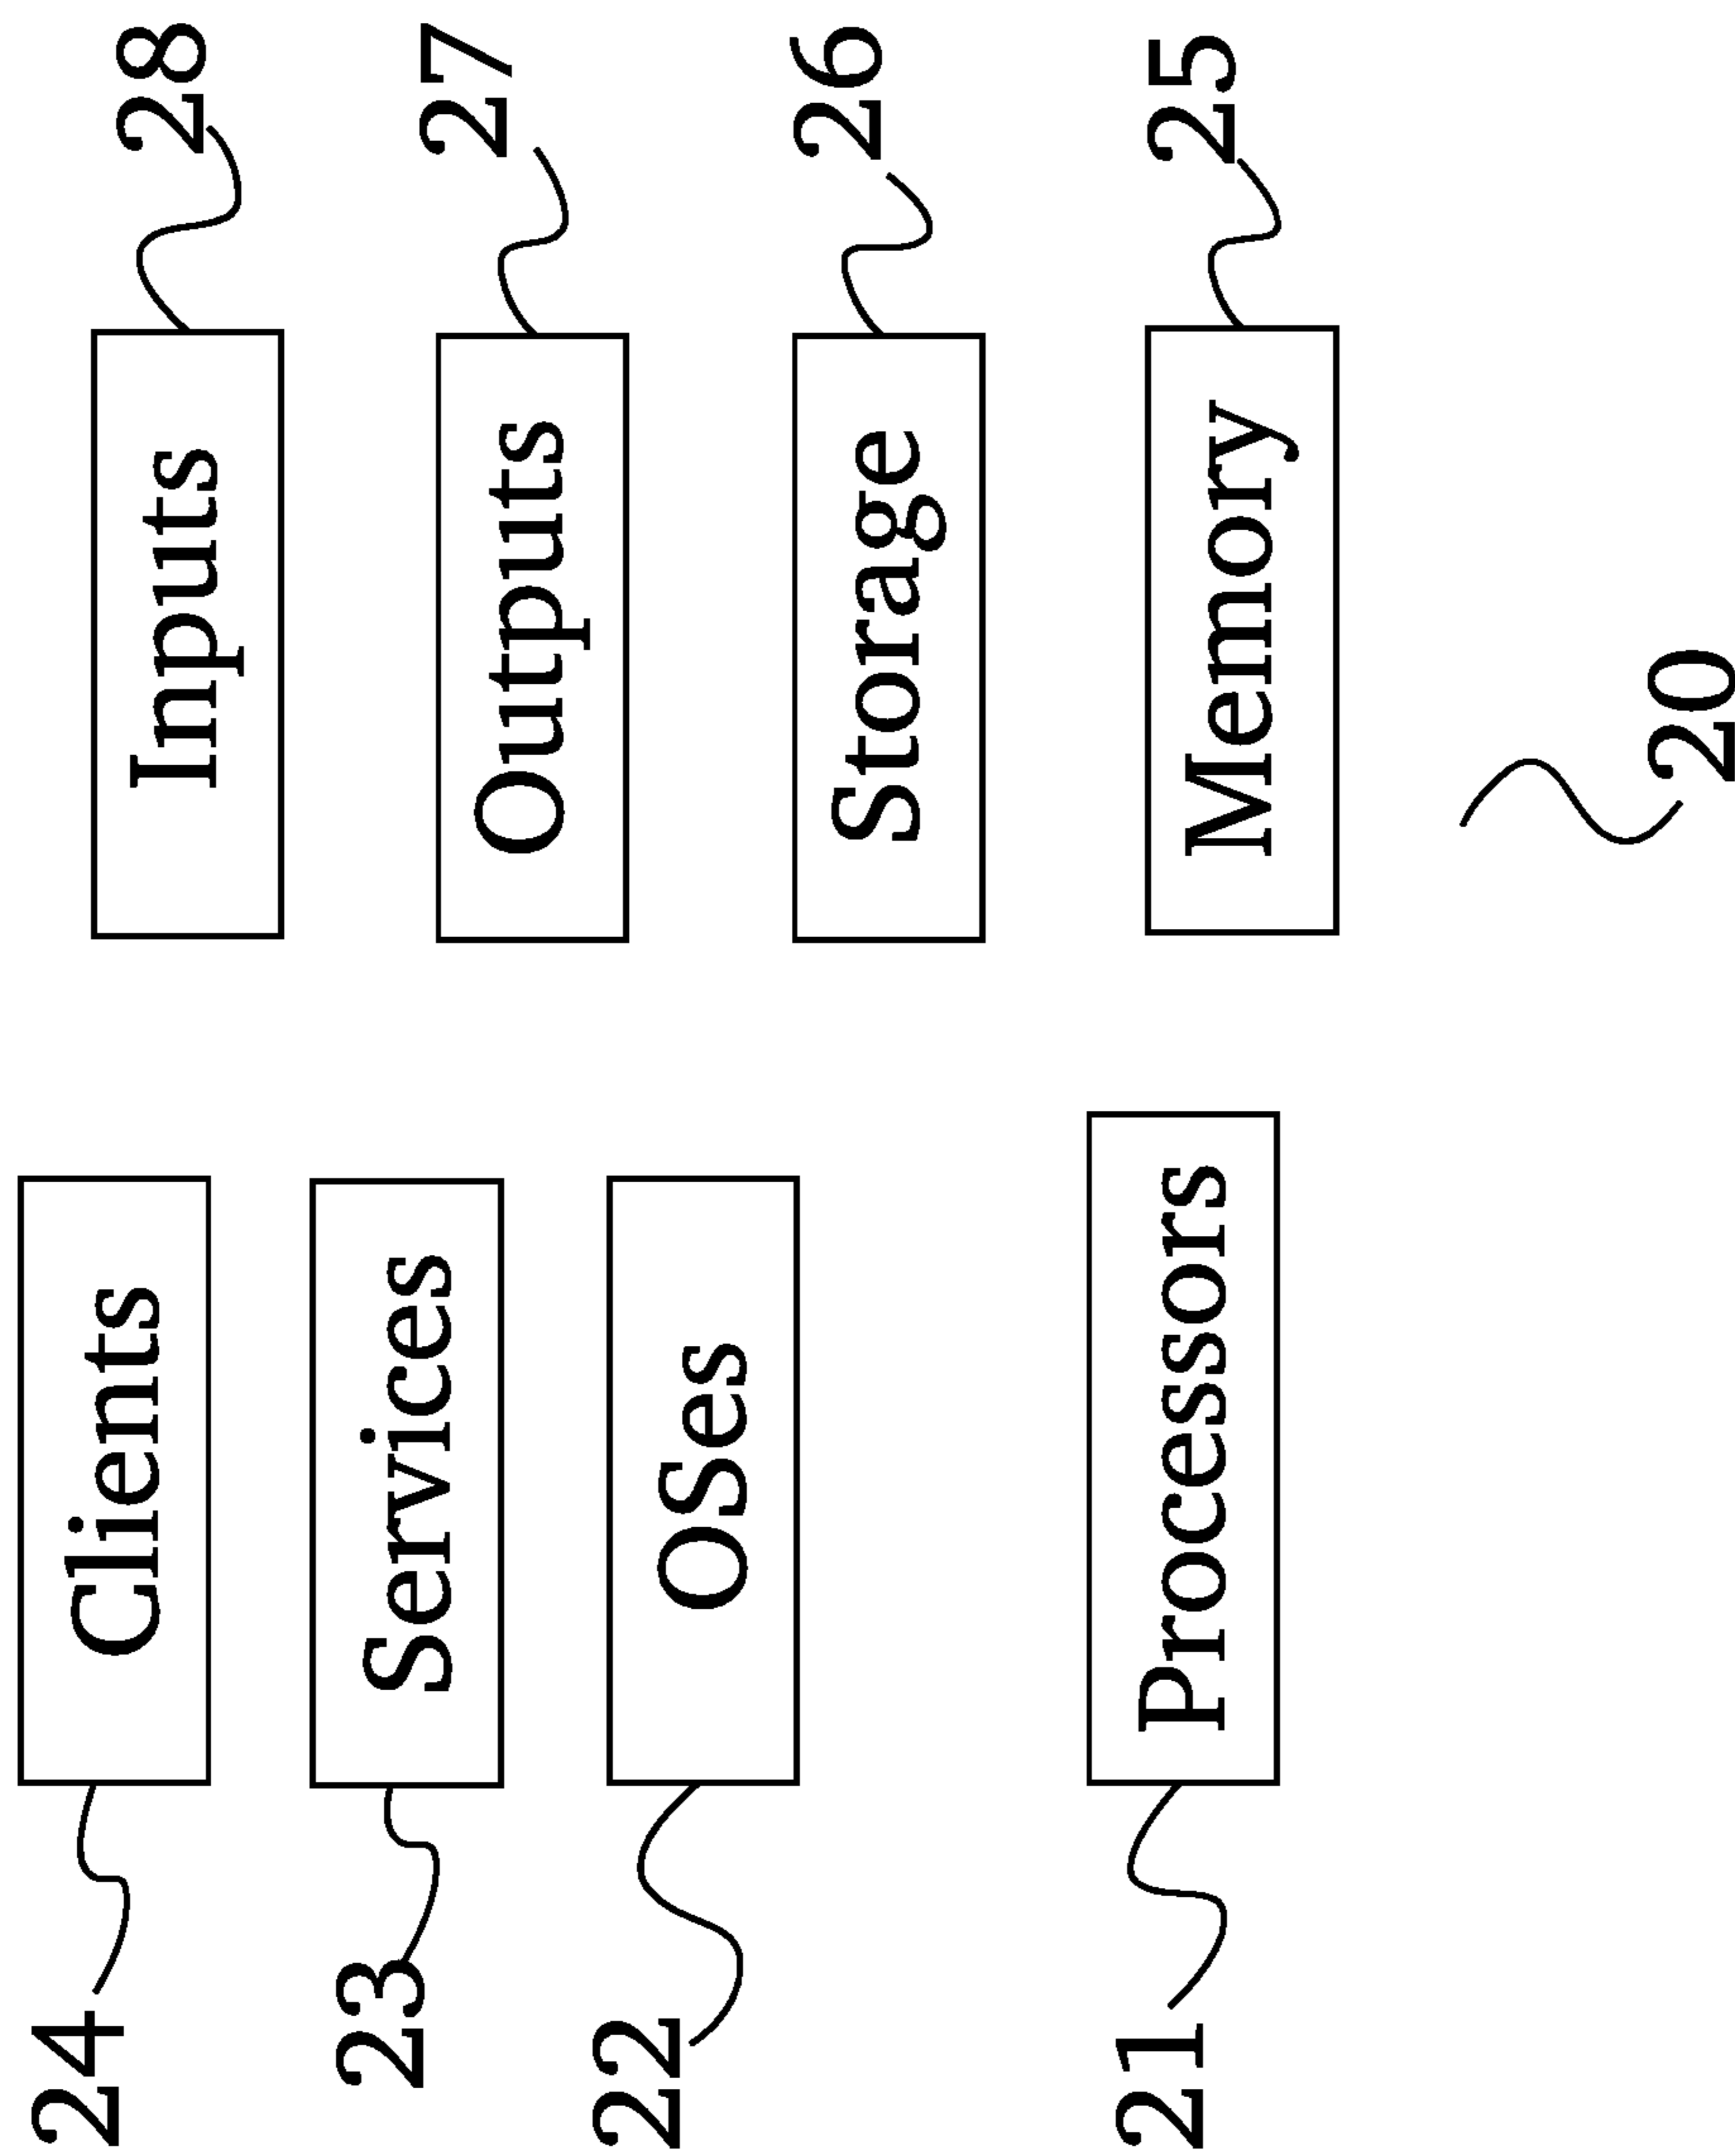 24 Clients Inputs 28
23 Services Outputs 27
22 OSes Storage 26
21 Processors Memory 25
20